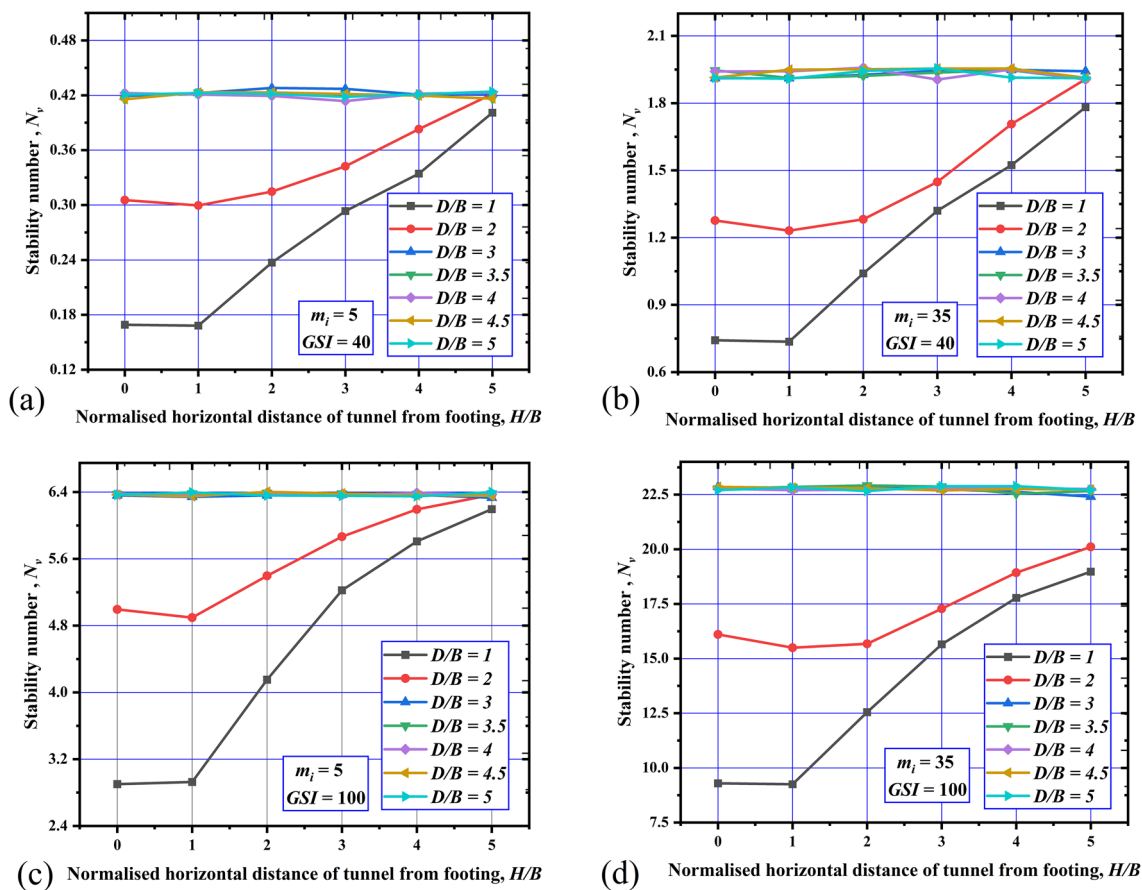 0.48
0.42
0.36
0.30
0.24
0.18
0.12
Stability number , Nᵥ
D/B = 1
D/B = 2
D/B = 3
D/B = 3.5
D/B = 4
D/B = 4.5
D/B = 5
mᵢ = 5
GSI = 40
0 1 2 3 4 5
Normalised horizontal distance of tunnel from footing, H/B
(a)
2.1
1.8
1.5
1.2
0.9
0.6
Stability number , Nᵥ
D/B = 1
D/B = 2
D/B = 3
D/B = 3.5
D/B = 4
D/B = 4.5
D/B = 5
mᵢ = 35
GSI = 40
0 1 2 3 4 5
Normalised horizontal distance of tunnel from footing, H/B
(b)
6.4
5.6
4.8
4.0
3.2
2.4
Stability number , Nᵥ
D/B = 1
D/B = 2
D/B = 3
D/B = 3.5
D/B = 4
D/B = 4.5
D/B = 5
mᵢ = 5
GSI = 100
0 1 2 3 4 5
Normalised horizontal distance of tunnel from footing, H/B
(c)
22.5
20.0
17.5
15.0
12.5
10.0
7.5
Stability number , Nᵥ
D/B = 1
D/B = 2
D/B = 3
D/B = 3.5
D/B = 4
D/B = 4.5
D/B = 5
mᵢ = 35
GSI = 100
0 1 2 3 4 5
Normalised horizontal distance of tunnel from footing, H/B
(d)